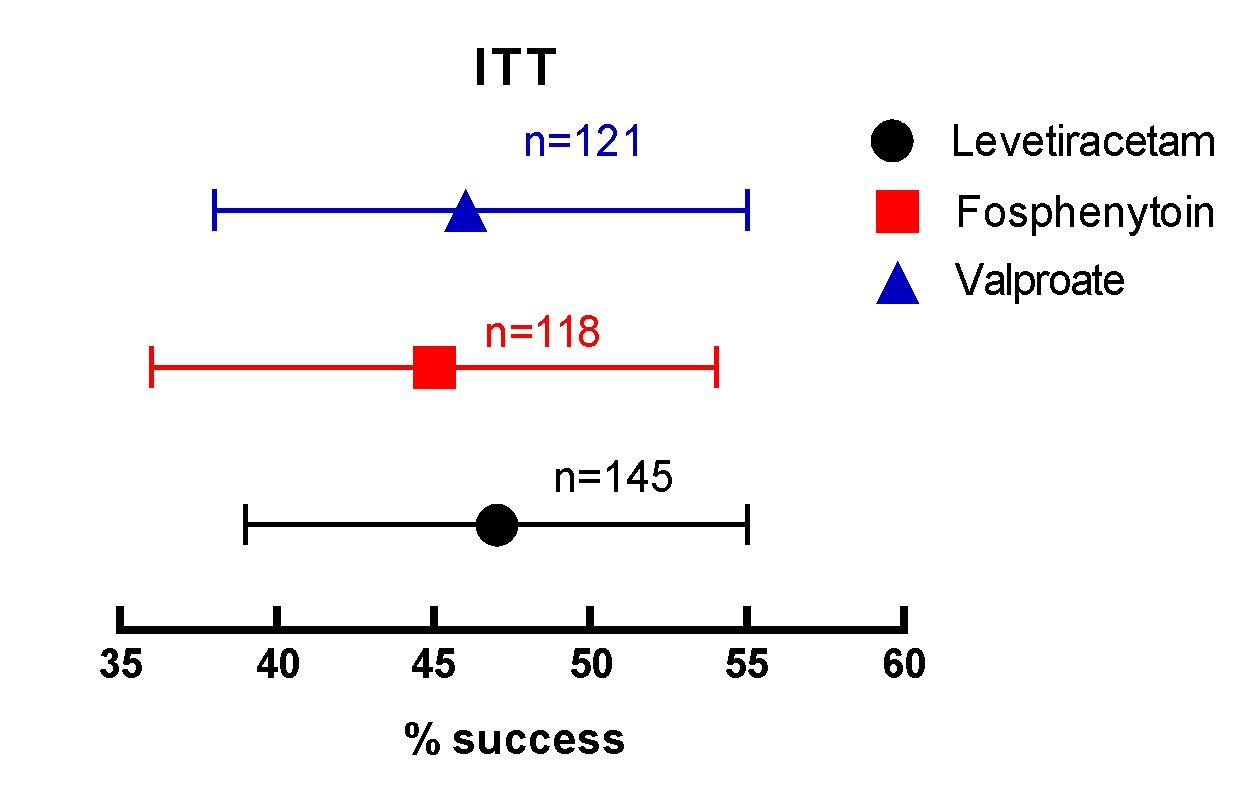 ITT
n=121
Levetiracetam
Fosphenytoin
Valproate
n=118
n=145
35 40 45 50 55 60
% success